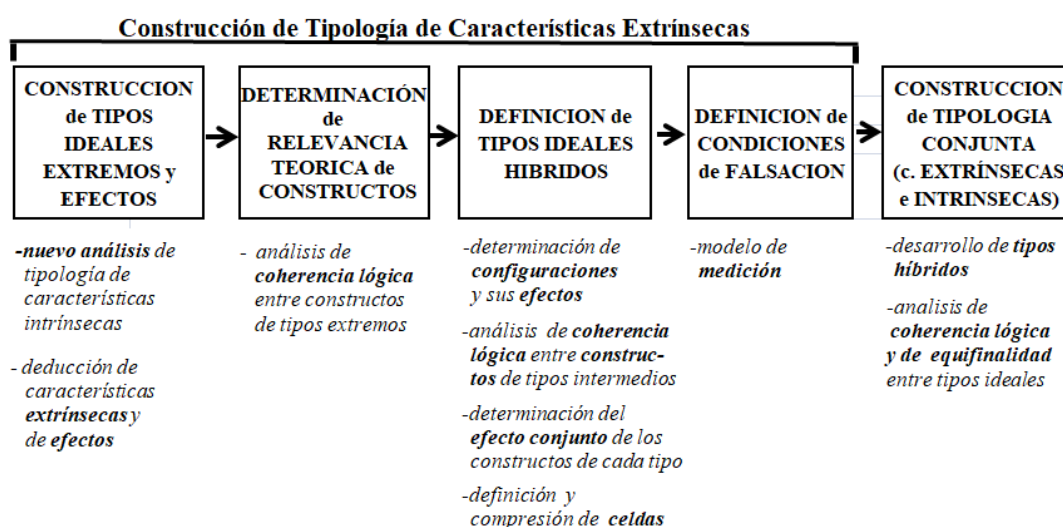 Construcción de Tipología de Características Extrínsecas
CONSTRUCCION
de TIPOS
IDEALES
EXTREMOS y
EFECTOS
DETERMINACIÓN
de
RELEVANCIA
TEORICA de
CONSTRUCTOS
DEFINICION de
TIPOS IDEALES
HIBRIDOS
DEFINICION de
CONDICIONES
de FALSACION
CONSTRUCCION
de TIPOLOGIA
CONJUNTA
(c. EXTRÍNSECAS
e INTRINSECAS)
-nuevo análisis de
tipología de
características
intrínsecas
- deducción de
características
extrínsecas y
de efectos
- análisis de
coherencia lógica
entre constructos
de tipos extremos
-determinación de
configuraciones
y sus efectos
-análisis de coherencia
lógica entre construc-
tos de tipos intermedios
-determinación del
efecto conjunto de los
constructos de cada tipo
-definición y
compresión de celdas
-modelo de
medición
-desarrollo de tipos
híbridos
-analisis de
coherencia lógica
y de equifinalidad
entre tipos ideales